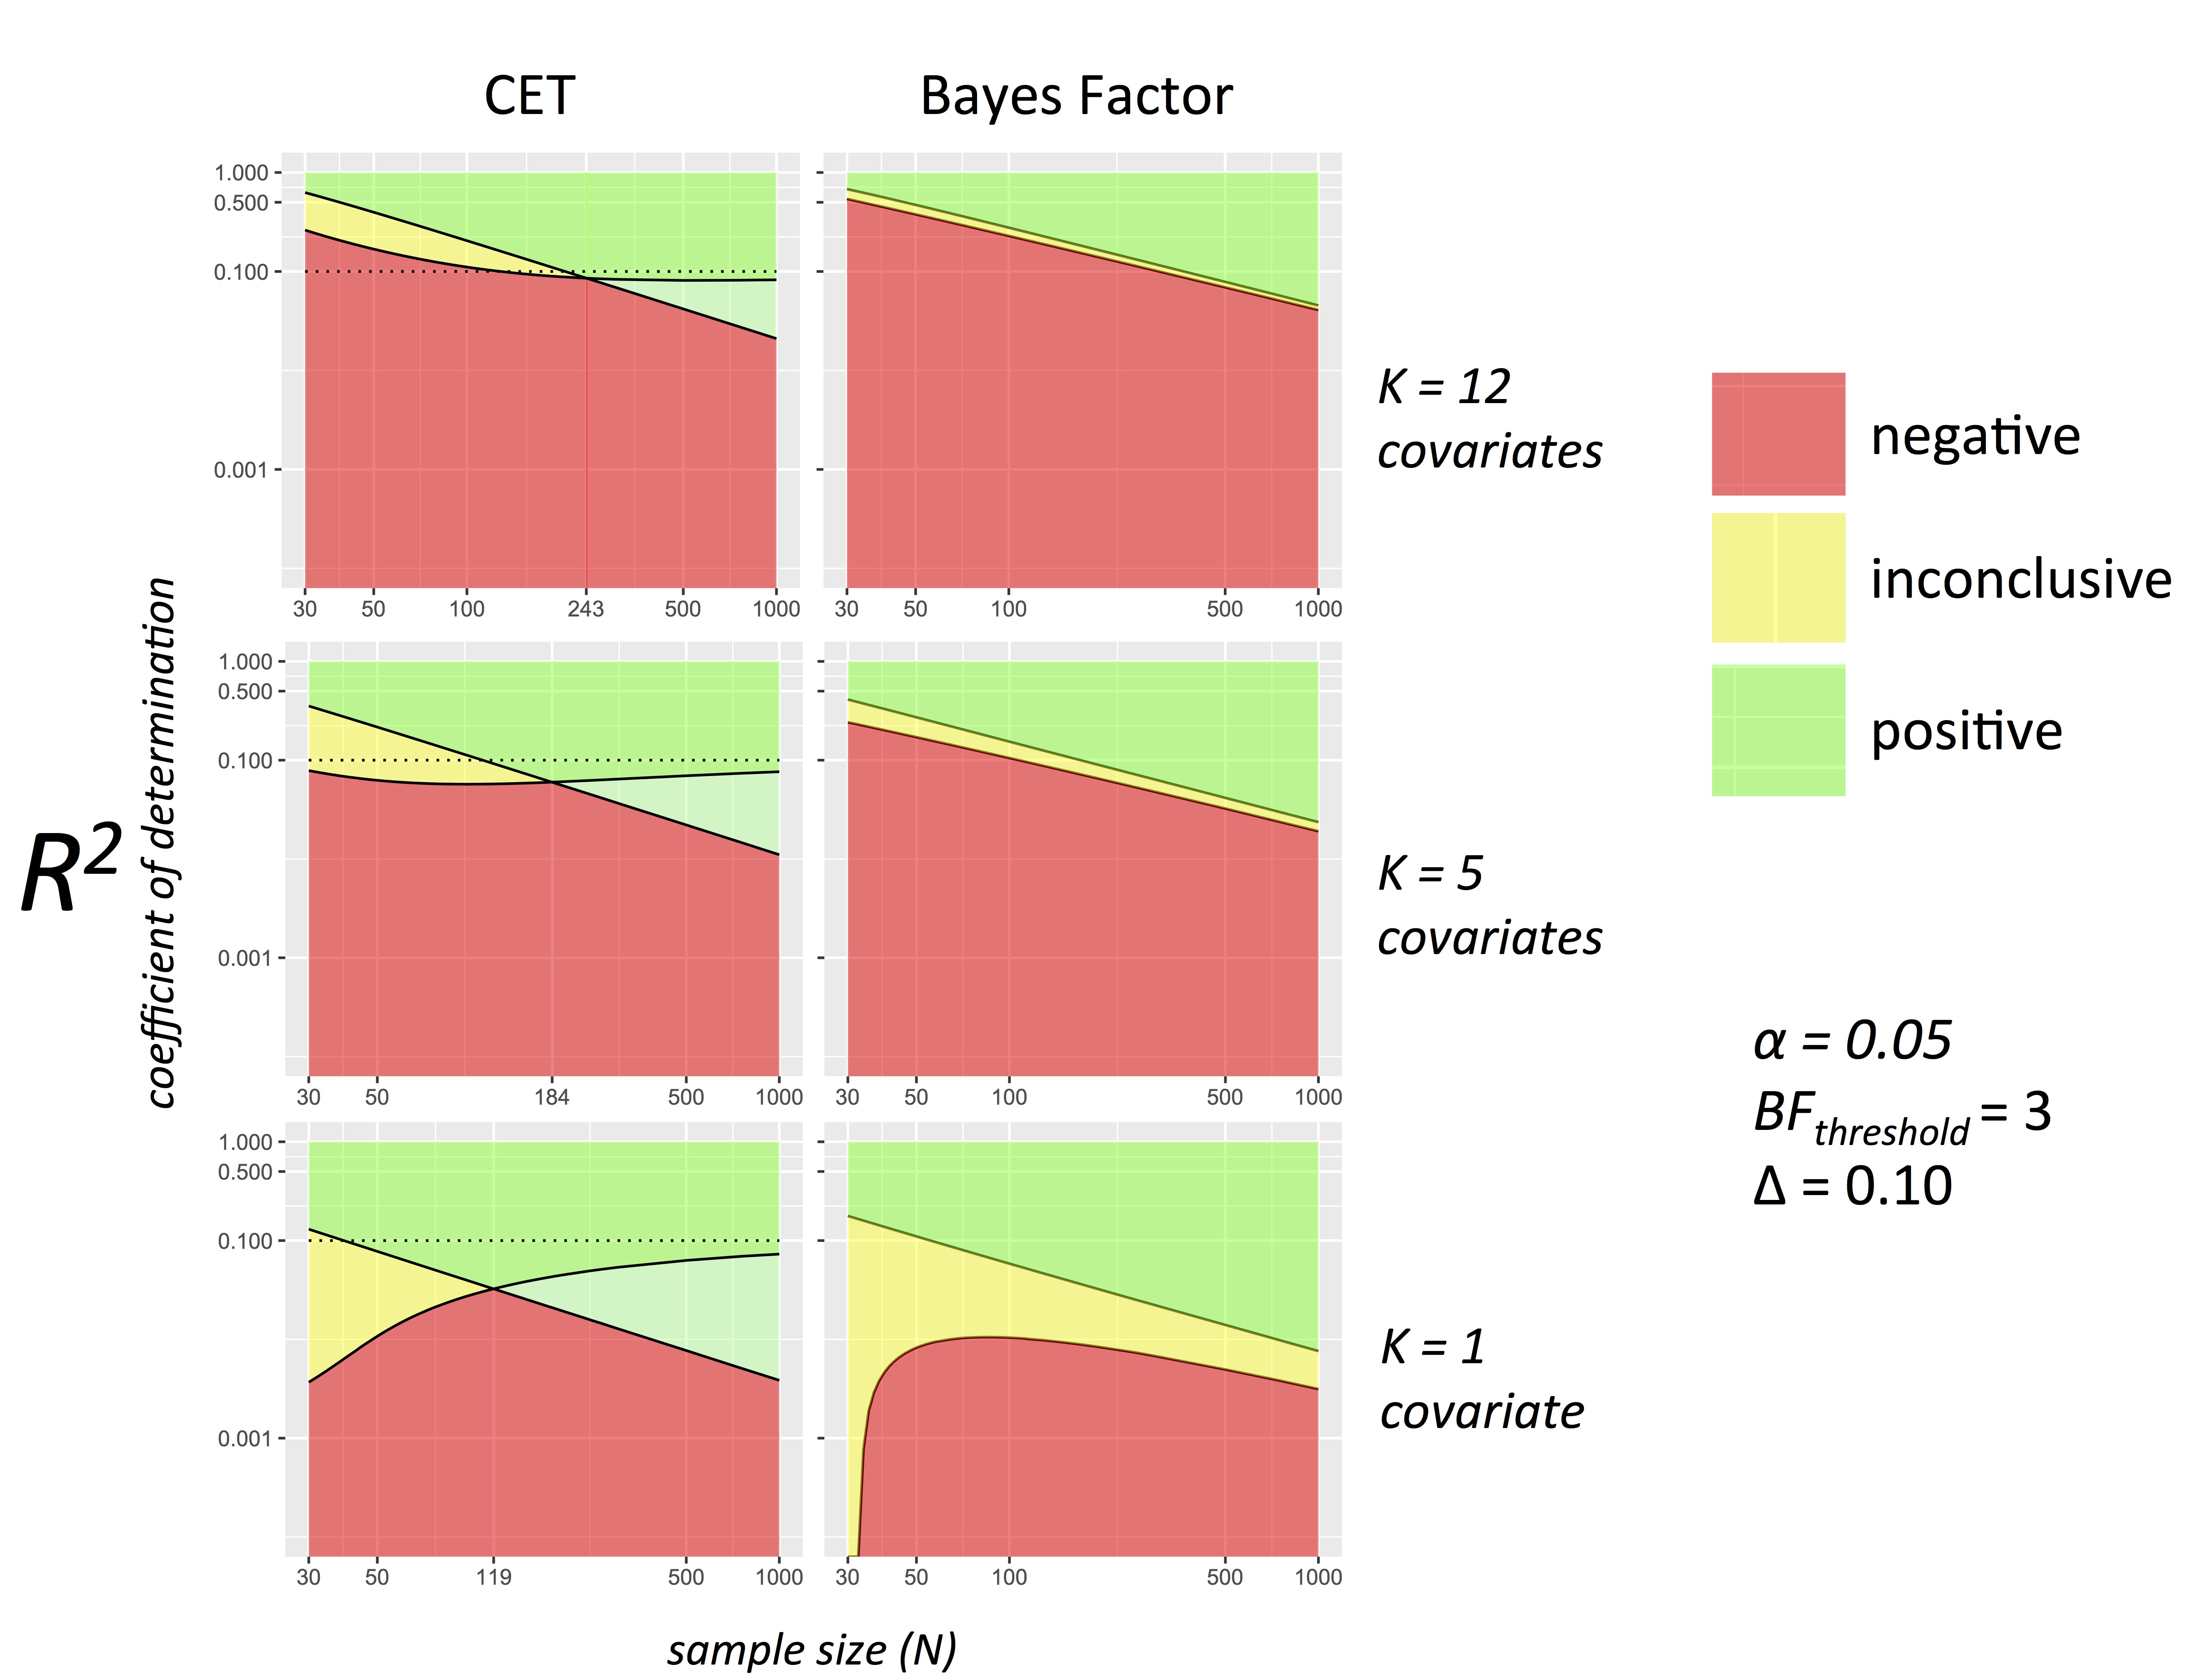 CET
Bayes Factor
1.000
0.500
0.100
0.001
30 50 100 243 500 1000
30 50 100 500 1000
K = 12
covariates
negative
inconclusive
positive
R²
coefficient of determination
1.000
0.500
0.100
0.001
30 50 184 500 1000
30 50 100 500 1000
K = 5
covariates
α = 0.05
BFthreshold = 3
Δ = 0.10
1.000
0.500
0.100
0.001
30 50 119 500 1000
30 50 100 500 1000
K = 1
covariate
sample size (N)